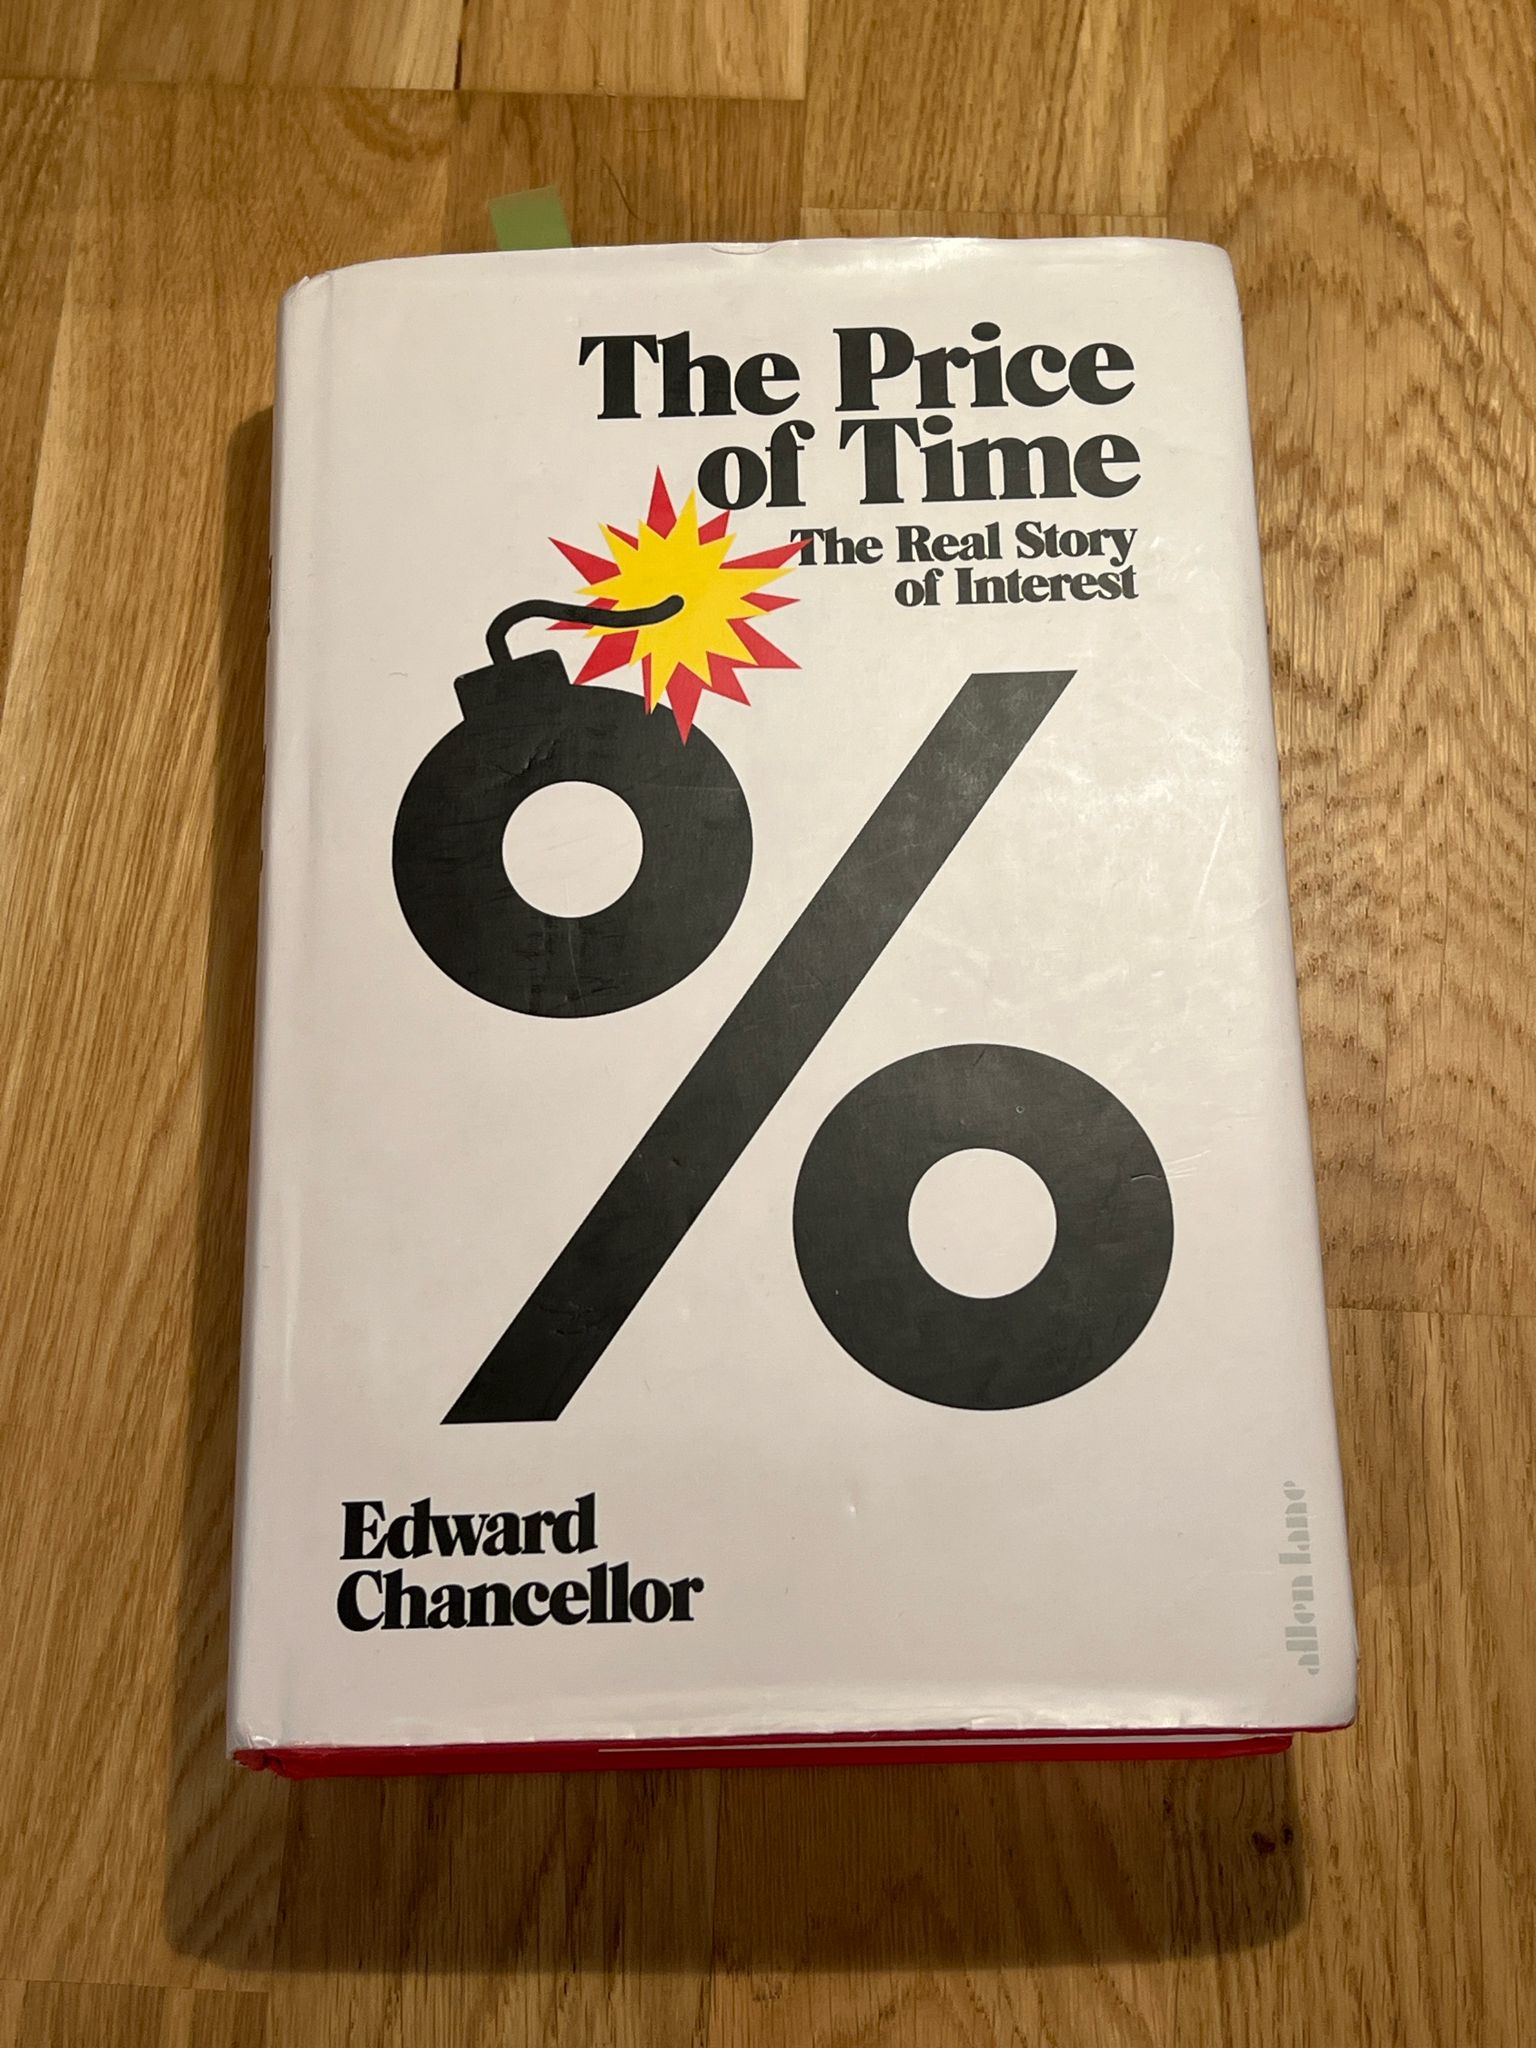 The Price
of Time
The Real Story
of Interest
%
Edward
Chancellor
allen lane